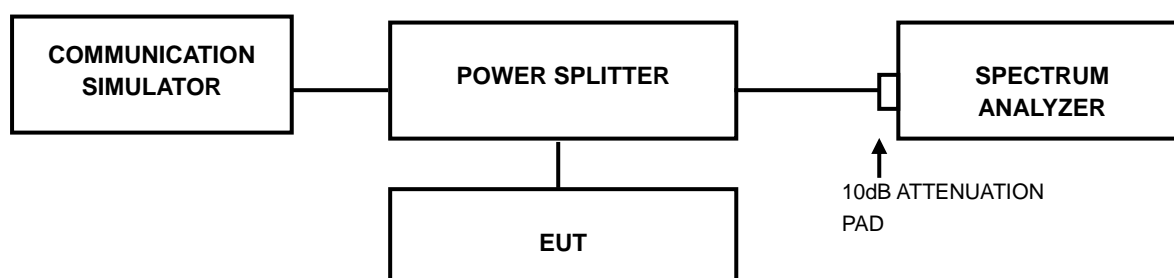 COMMUNICATION
SIMULATOR
POWER SPLITTER
SPECTRUM
ANALYZER
10dB ATTENUATION
PAD
EUT